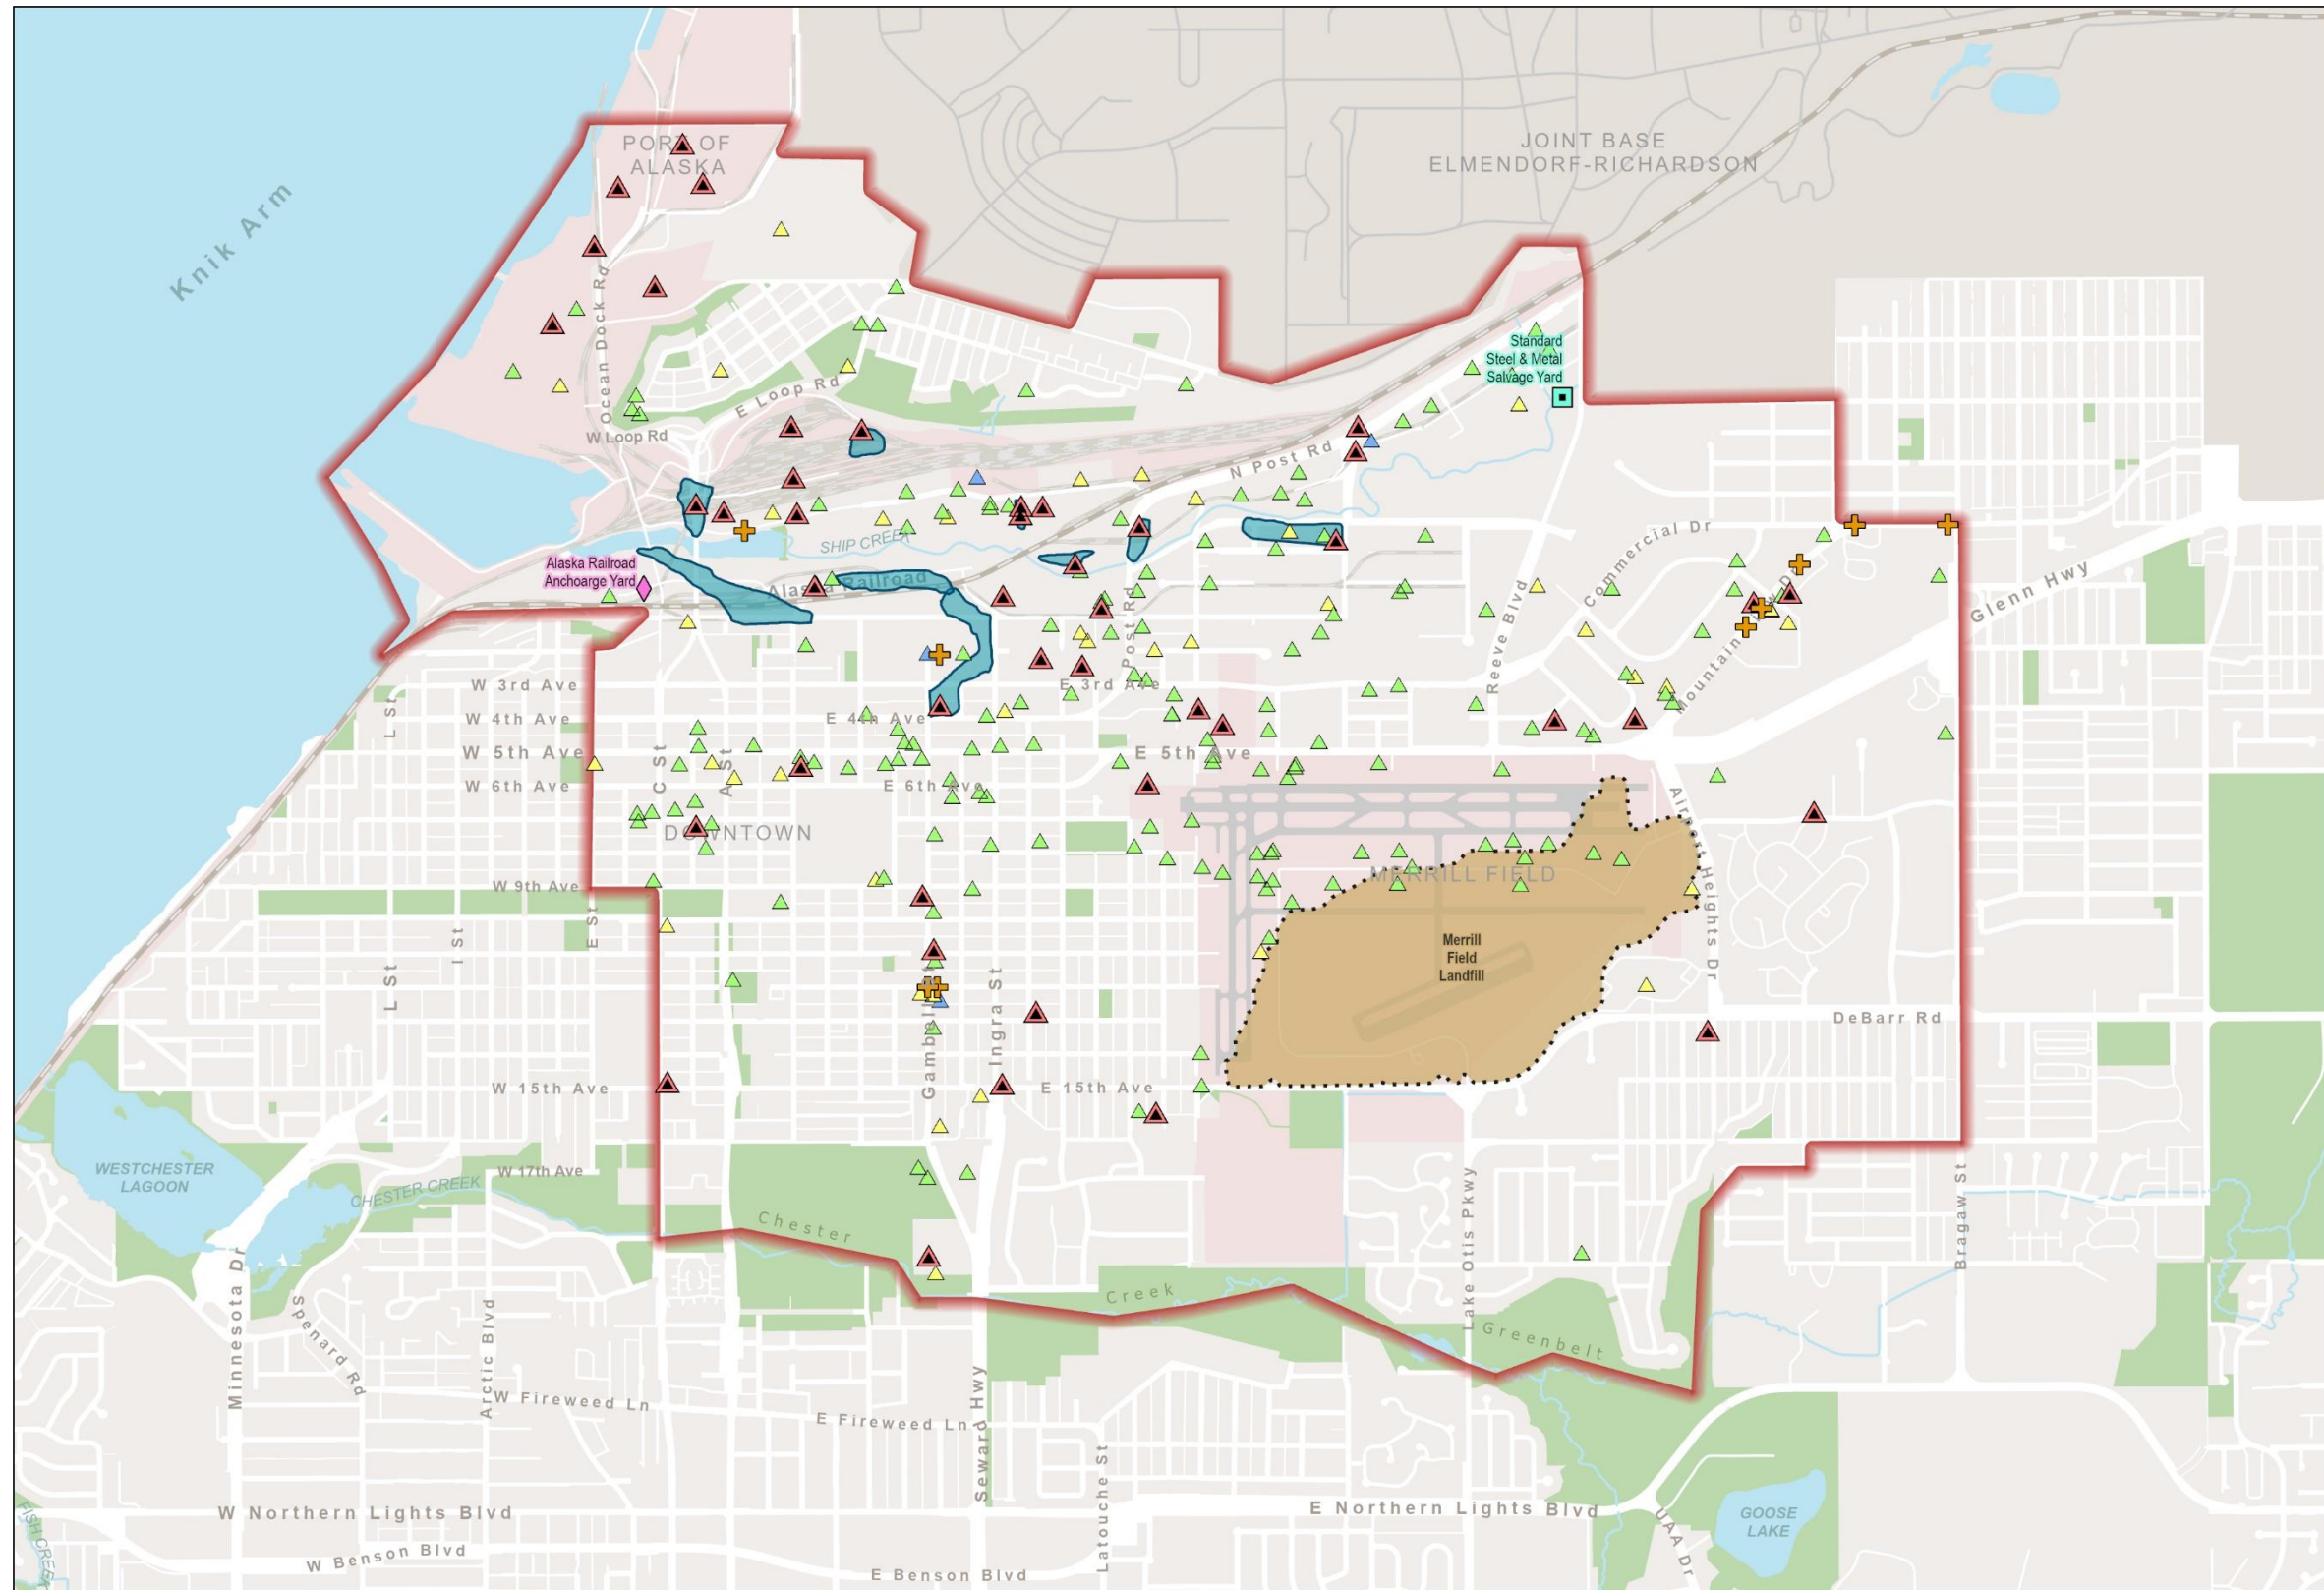 PORT OF
ALASKA
JOINT BASE
ELMENDORF-RICHARDSON
Knik Arm
Ocean Dock Rd
Standard
Steel & Metal
Salvage Yard
E Loop Rd
W Loop Rd
N Post Rd
SHIP CREEK
Commercial Dr
Alaska Railroad
Anchoarge Yard
Alaska Railroad
Glenn Hwy
Post Rd
Reeve Blvd
Mountain View Dr
W 3rd Ave
E 3rd Ave
L St
W 4th Ave
E 4th Ave
W 5th Ave
C St
A St
E 5th Ave
W 6th Ave
E 6th Ave
Airport Heights Dr
DOWNTOWN
MERRILL FIELD
W 9th Ave
E St
I St
L St
Merrill
Field
Landfill
Gambell St
Ingra St
DeBarr Rd
W 15th Ave
E 15th Ave
WESTCHESTER
LAGOON
W 17th Ave
CHESTER CREEK
Chester
Creek
Greenbelt
Lake Otis Pkwy
Bragaw St
Minnesota Dr
Spenard Rd
Arctic Blvd
W Fireweed Ln
E Fireweed Ln
Seward Hwy
Latouche St
W Northern Lights Blvd
E Northern Lights Blvd
UAA Dr
GOOSE
LAKE
FISH CREEK
W Benson Blvd
E Benson Blvd